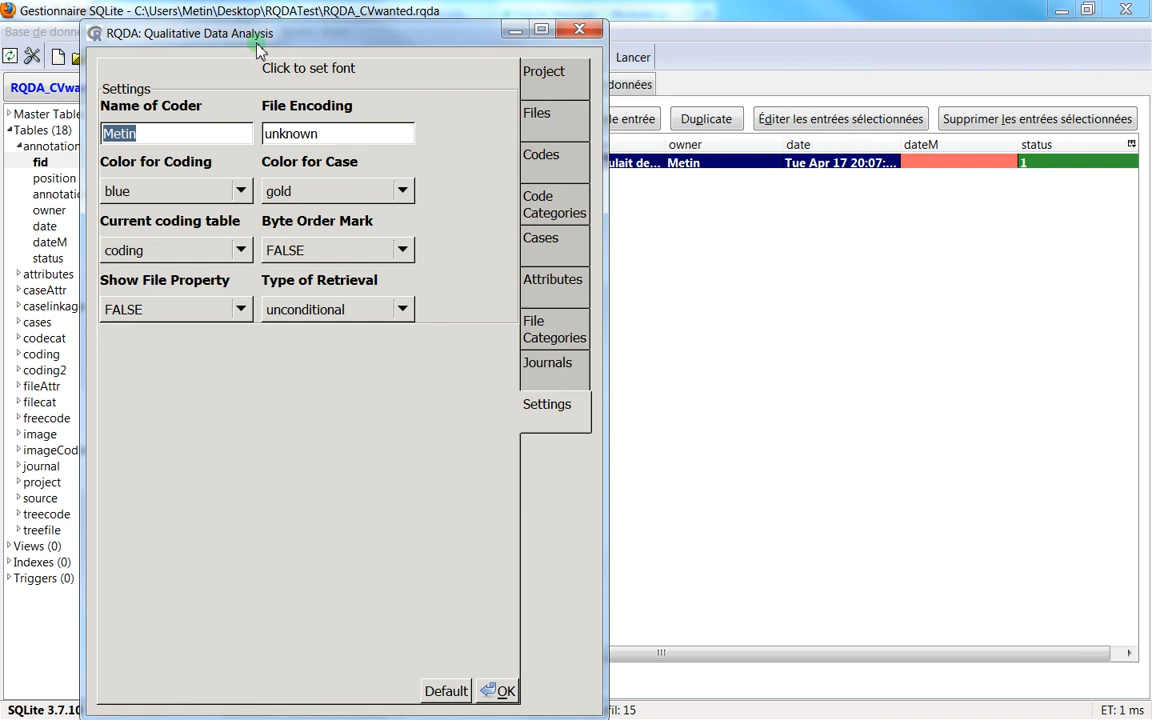 Gestionnaire SQLite - C:\Users\Metin\Desktop\RQDATest\RQDA_CVwanted.rqda
Base de donn
Lancer
RQDA: Qualitative Data Analysis
Click to set font
Settings
Name of Coder File Encoding
Metin unknown
Color for Coding Color for Case
blue gold
Current coding table Byte Order Mark
coding FALSE
Show File Property Type of Retrieval
FALSE unconditional
Default OK
Project
Files
Codes
Code Categories
Cases
Attributes
File Categories
Journals
Settings
RQDA_CVwa
Master Table
Tables (18)
annotation
fid
position
annotati
owner
date
dateM
status
attributes
caseAttr
caselinkag
cases
codecat
coding
coding2
fileAttr
filecat
freecode
image
imageCod
journal
project
source
treecode
treefile
Views (0)
Indexes (0)
Triggers (0)
SQLite 3.7.10
données
le entrée Duplicate Éditer les entrées sélectionnées Supprimer les entrées sélectionnées
owner date dateM status
ulait de... Metin Tue Apr 17 20:07:... 1
fil: 15
ET: 1 ms